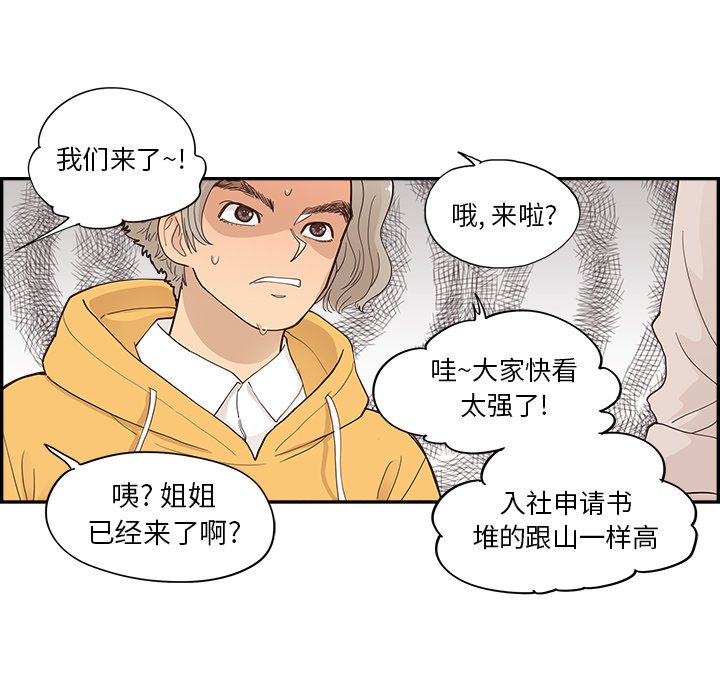 我们来了~!
哦, 来啦?
哇~大家快看
太强了!
咦? 姐姐
已经来了啊?
入社申请书
堆的跟山一样高